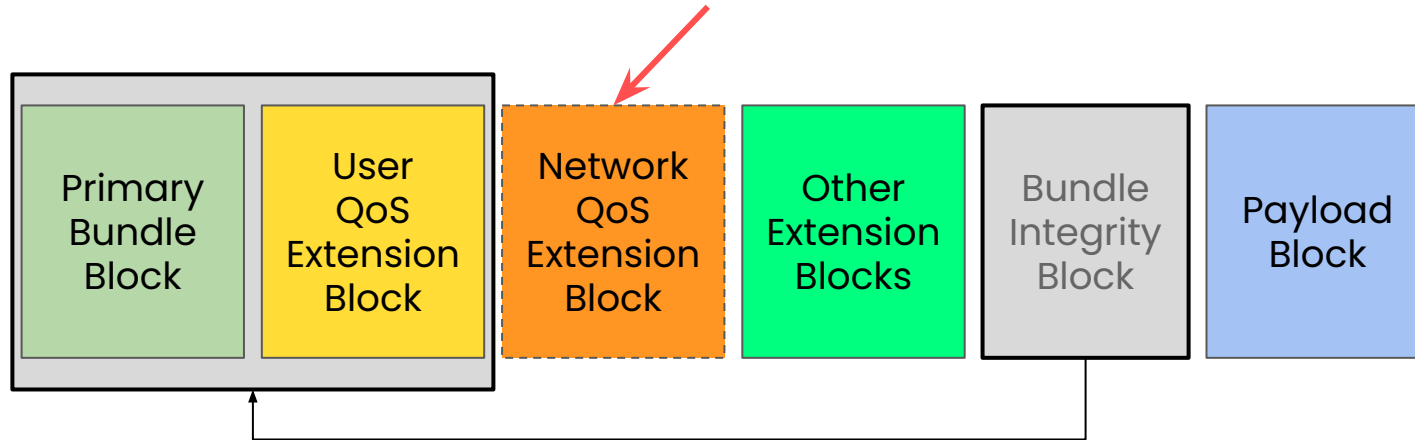 Primary
Bundle
Block
User
QoS
Extension
Block
Network
QoS
Extension
Block
Other
Extension
Blocks
Bundle
Integrity
Block
Payload
Block